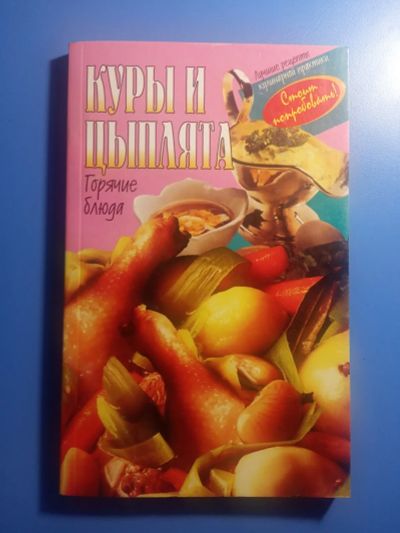 Лучшие рецепты
кулинарной практики
Стоит
попробовать!
КУРЫ И
ЦЫПЛЯТА
Горячие
блюда